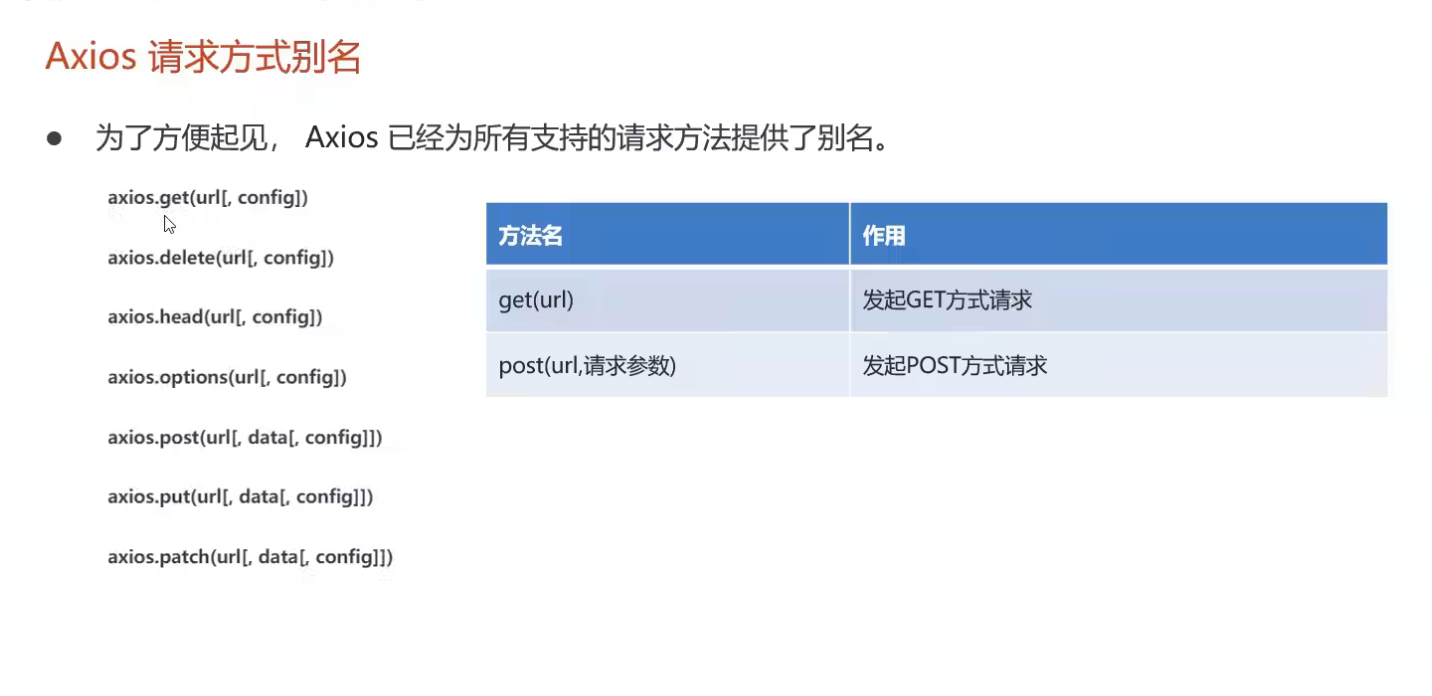 Axios 请求方式别名
● 为了方便起见， Axios 已经为所有支持的请求方法提供了别名。
axios.get(url[, config])
axios.delete(url[, config])
axios.head(url[, config])
axios.options(url[, config])
axios.post(url[, data[, config]])
axios.put(url[, data[, config]])
axios.patch(url[, data[, config]])
方法名 作用
get(url) 发起GET方式请求
post(url,请求参数) 发起POST方式请求